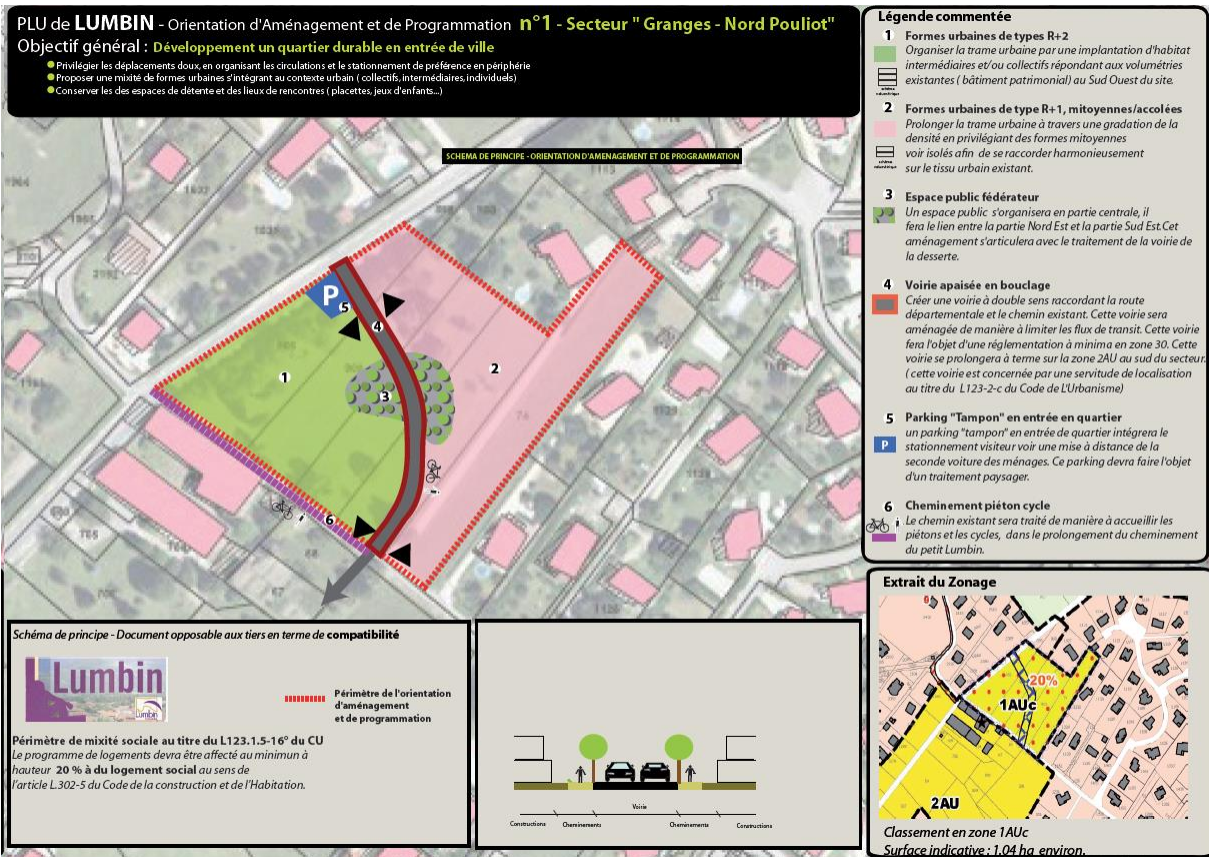 PLU de LUMBIN - Orientation d'Aménagement et de Programmation n°1 - Secteur " Granges - Nord Pouliot"
Objectif général : Développement un quartier durable en entrée de ville
Privilégier les déplacements doux, en organisant les circulations et le stationnement de préférence en périphérie
Proposer une mixité de formes urbaines s'intégrant au contexte urbain ( collectifs, intermédiaires, individuels)
Conserver les des espaces de détente et des lieux de rencontres ( placettes, jeux d'enfants...)
SCHEMA DE PRINCIPE - ORIENTATION D'AMENAGEMENT ET DE PROGRAMMATION
P
5
4
1
2
3
6
Légende commentée
1 Formes urbaines de types R+2
Organiser la trame urbaine par une implantation d'habitat
intermédiaires et/ou collectifs répondant aux volumétries
existantes ( bâtiment patrimonial) au Sud Ouest du site.
2 Formes urbaines de type R+1, mitoyennes/accolées
Prolonger la trame urbaine à travers une gradation de la
densité en privilégiant des formes mitoyennes
voir isolés afin de se raccorder harmonieusement
sur le tissu urbain existant.
3 Espace public fédérateur
Un espace public s'organisera en partie centrale, il
fera le lien entre la partie Nord Est et la partie Sud Est.Cet
aménagement s'articulera avec le traitement de la voirie de
la desserte.
4 Voirie apaisée en bouclage
Créer une voirie à double sens raccordant la route
départementale et le chemin existant. Cette voirie sera
aménagée de manière à limiter les flux de transit. Cette voirie
fera l'objet d'une réglementation à minima en zone 30. Cette
voirie se prolongera à terme sur la zone 2AU au sud du secteur.
( cette voirie est concernée par une servitude de localisation
au titre du L123-2-c du Code de L'Urbanisme)
5 Parking "Tampon" en entrée en quartier
un parking "tampon" en entrée de quartier intégrera le
stationnement visiteur voir une mise à distance de la
seconde voiture des ménages. Ce parking devra faire l'objet
d'un traitement paysager.
P
6 Cheminement piéton cycle
Le chemin existant sera traité de manière à accueillir les
piétons et les cycles, dans le prolongement du cheminement
du petit Lumbin.
Schéma de principe - Document opposable aux tiers en terme de compatibilité
Lumbin
Lumbin
Périmètre de l'orientation
d'aménagement
et de programmation
Périmètre de mixité sociale au titre du L123.1.5-16° du CU
Le programme de logements devra être affecté au minimun à
hauteur 20 % à du logement social au sens de
l'article L.302-5 du Code de la construction et de l'Habitation.
Voirie
Constructions Cheminements Cheminements Constructions
Extrait du Zonage
20%
1AUc
2AU
Classement en zone 1AUc
Surface indicative : 1.04 ha environ.